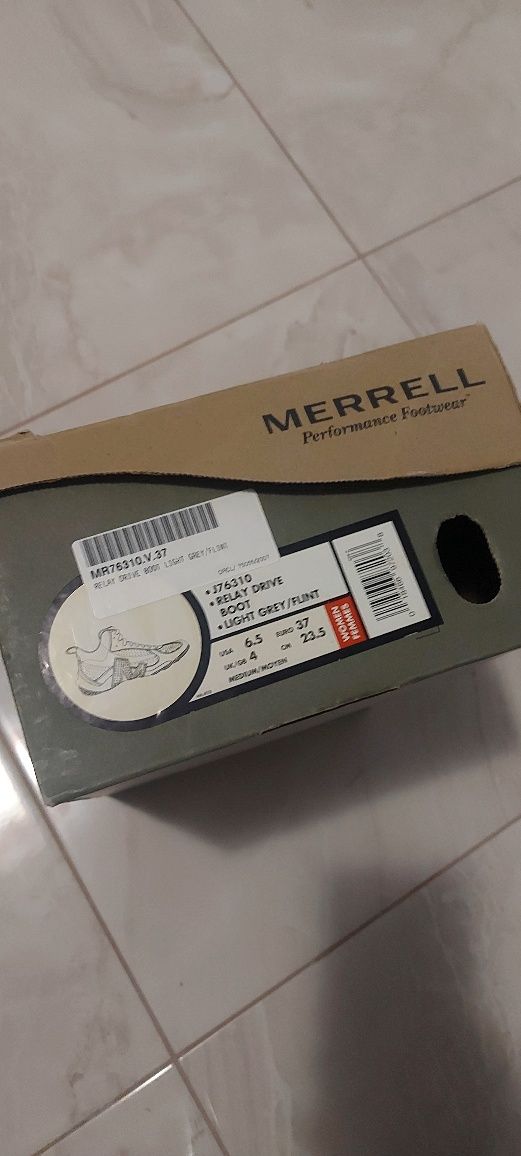 MERRELL
Performance Footwear
MR76310.V.37
RELAY DRIVE BOOT LIGHT GREY/FLINT
• J76310
• RELAY DRIVE
BOOT
• LIGHT GREY/FLINT
USA 6.5 EURO 37
UK/GB 4 CM 23.5
MEDIUM/MOYEN
WOMEN
FEMMES